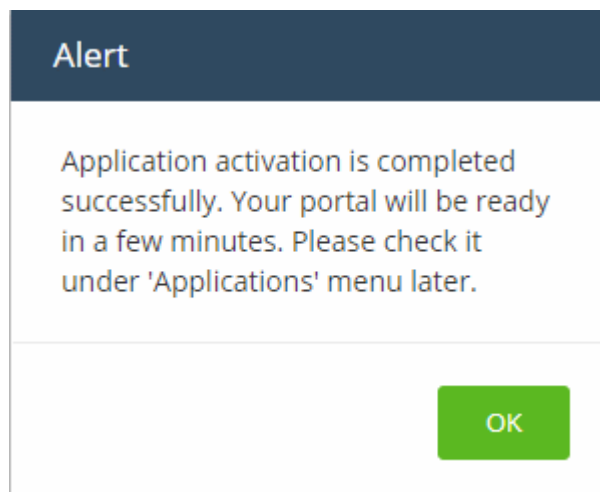 Alert
Application activation is completed
successfully. Your portal will be ready
in a few minutes. Please check it
under 'Applications' menu later.
OK